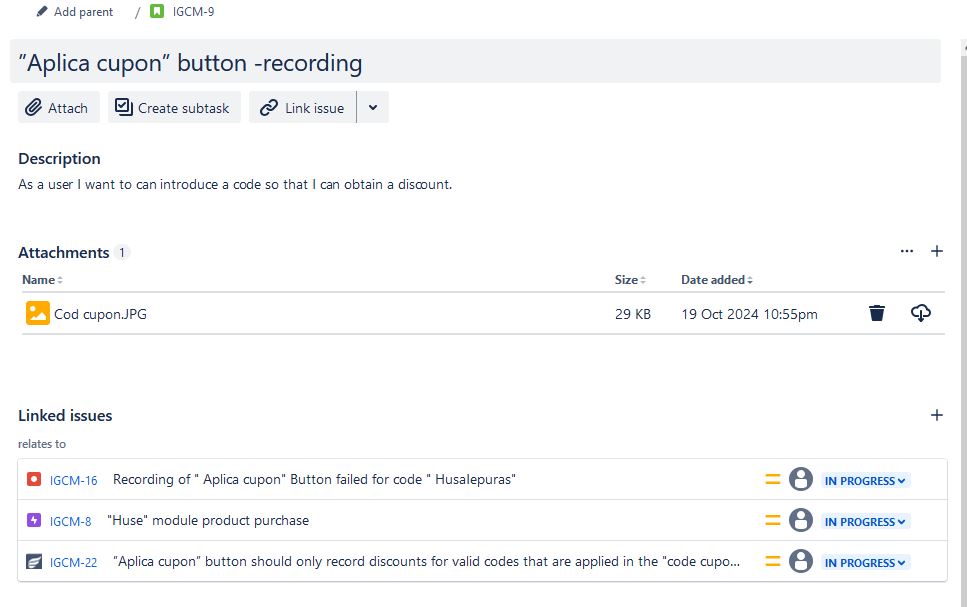 Add parent / IGCM-9
”Aplica cupon” button -recording
Attach Create subtask Link issue
Description
As a user I want to can introduce a code so that I can obtain a discount.
Attachments 1
Name Size Date added
Cod cupon.JPG 29 KB 19 Oct 2024 10:55pm
Linked issues
relates to
IGCM-16 Recording of " Aplica cupon" Button failed for code " Husalepuras" IN PROGRESS
IGCM-8 "Huse" module product purchase IN PROGRESS
IGCM-22 ”Aplica cupon” button should only record discounts for valid codes that are applied in the "code cupo... IN PROGRESS